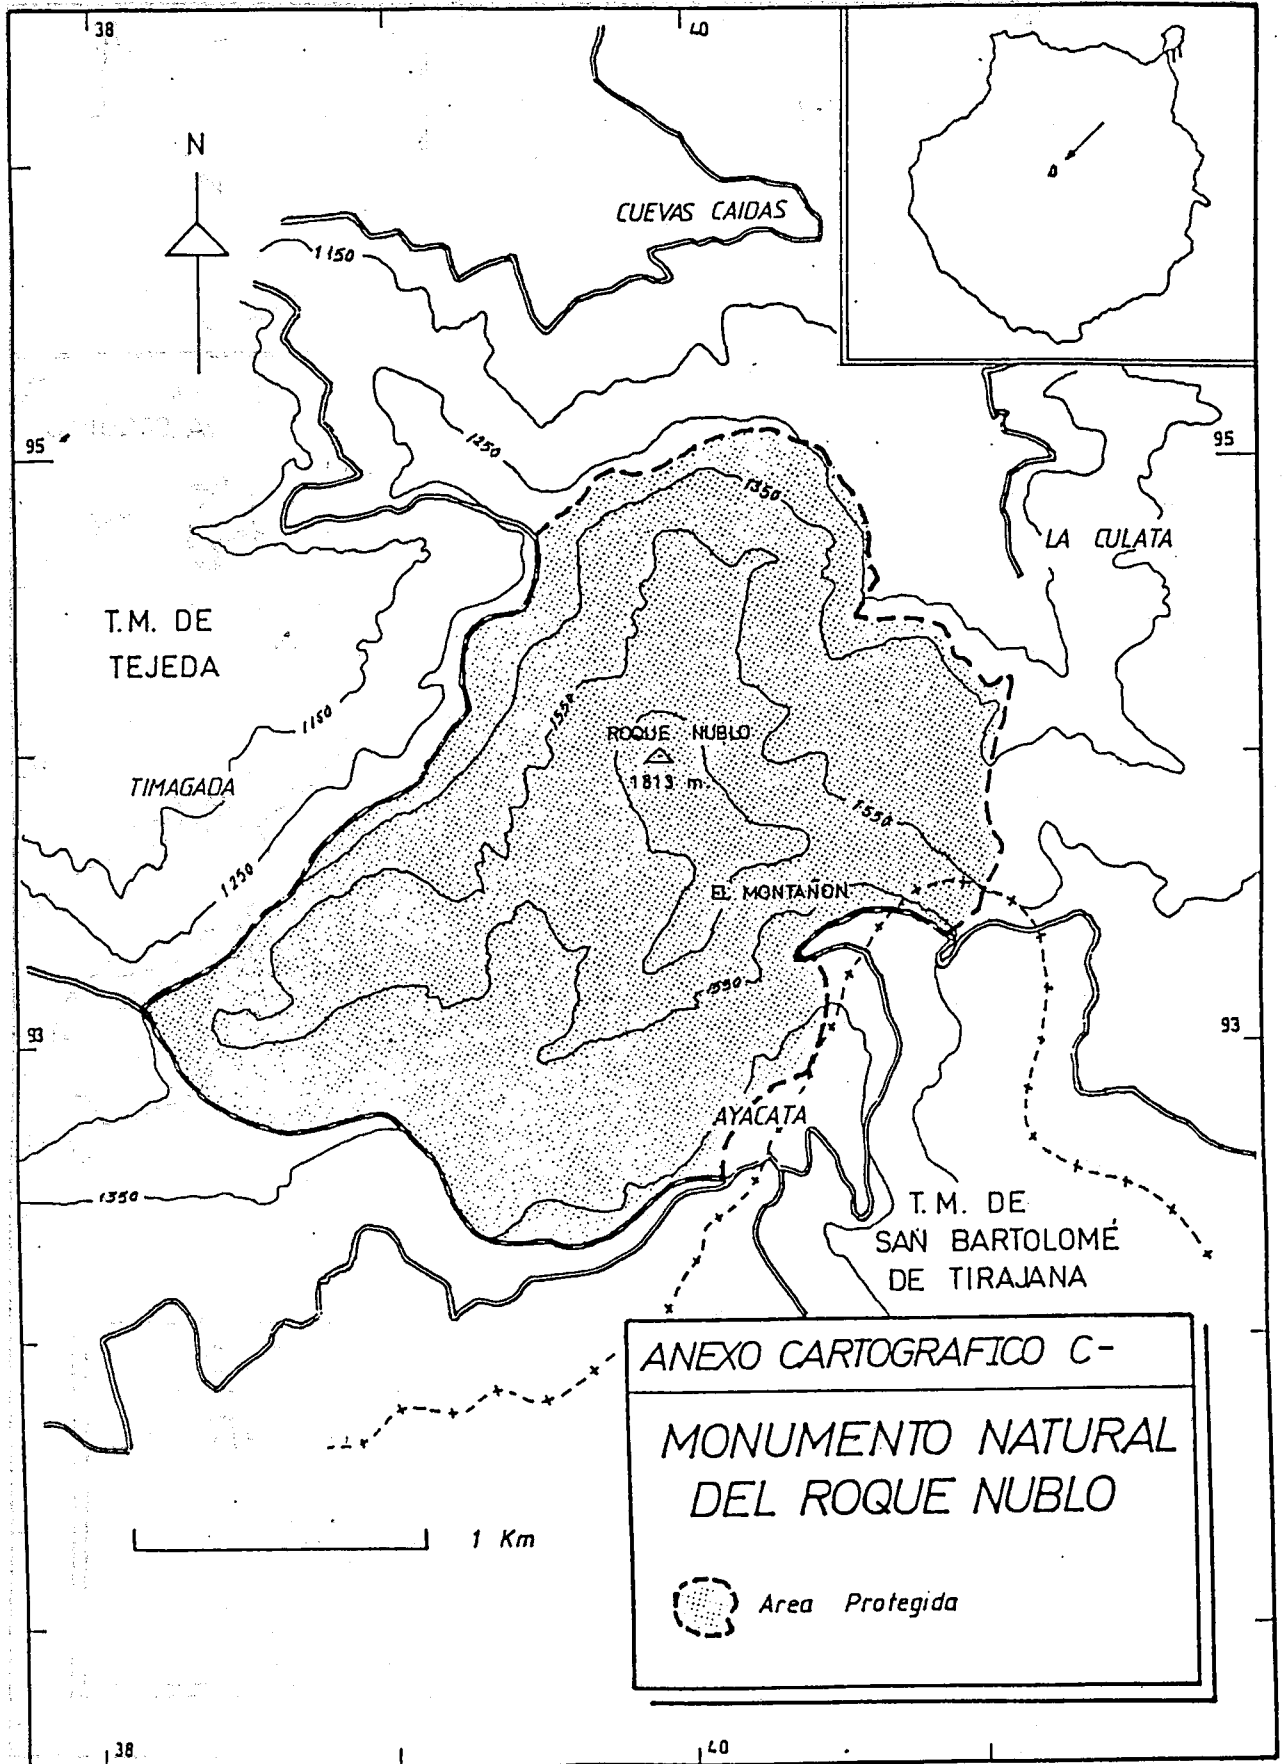 38
40
N
CUEVAS CAIDAS
1150
95
1250
95
1350
LA CULATA
T.M. DE
TEJEDA
1150
1550
ROQUE NUBLO
1813 m.
TIMAGADA
1550
1250
EL MONTAÑON
1550
93
93
AYACATA
1350
T.M. DE
SAN BARTOLOMÉ
DE TIRAJANA
ANEXO CARTOGRAFICO C-
MONUMENTO NATURAL
DEL ROQUE NUBLO
1 Km
Area Protegida
38
40